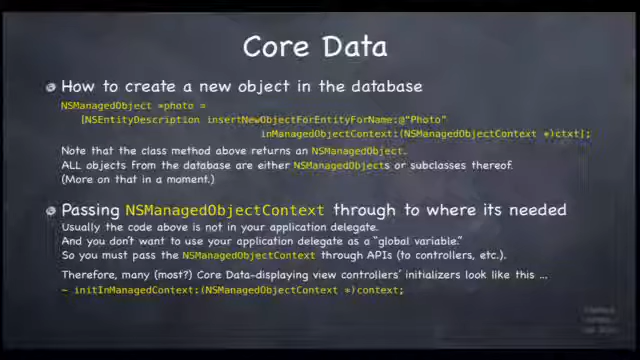 Core Data
How to create a new object in the database
NSManagedObject *photo =
[NSEntityDescription insertNewObjectForEntityForName:@"Photo"
inManagedObjectContext:(NSManagedObjectContext *)ctxt];
Note that the class method above returns an NSManagedObject.
ALL objects from the database are either NSManagedObjects or subclasses thereof.
(More on that in a moment.)
Passing NSManagedObjectContext through to where its needed
Usually the code above is not in your application delegate.
And you don't want to use your application delegate as a "global variable."
So you must pass the NSManagedObjectContext through APIs (to controllers, etc.).
Therefore, many (most?) Core Data-displaying view controllers' initializers look like this ...
- initInManagedContext:(NSManagedObjectContext *)context;